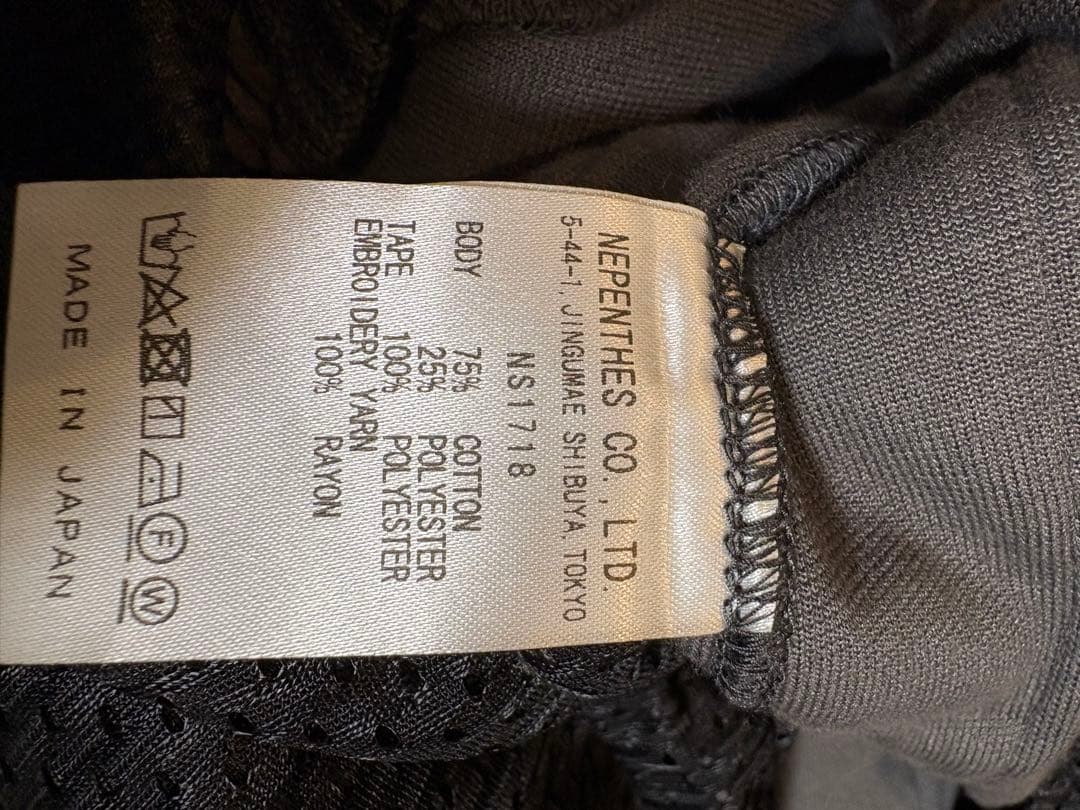 NEPENTHES CO.,LTD.
5-44-1, JINGUMAE SHIBUYA, TOKYO
NS1718
BODY 75% COTTON
25% POLYESTER
TAPE 100% POLYESTER
EMBROIDERY YARN
100% RAYON
F W
MADE IN JAPAN